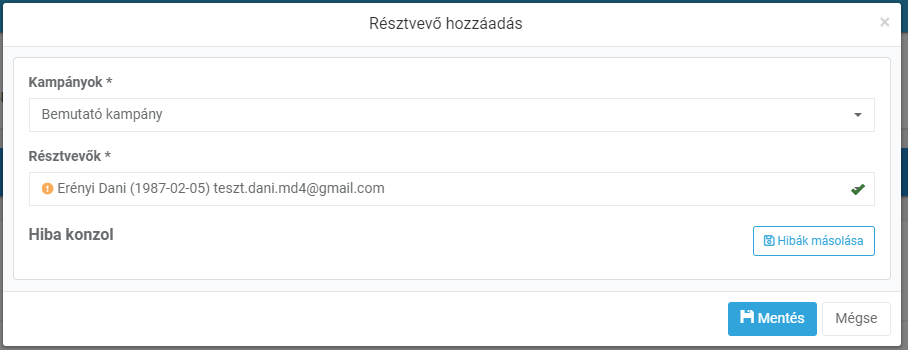 Résztvevő hozzáadás
×
Kampányok *
Bemutató kampány
Résztvevők *
Erényi Dani (1987-02-05) teszt.dani.md4@gmail.com
Hiba konzol
Hibák másolása
Mentés
Mégse